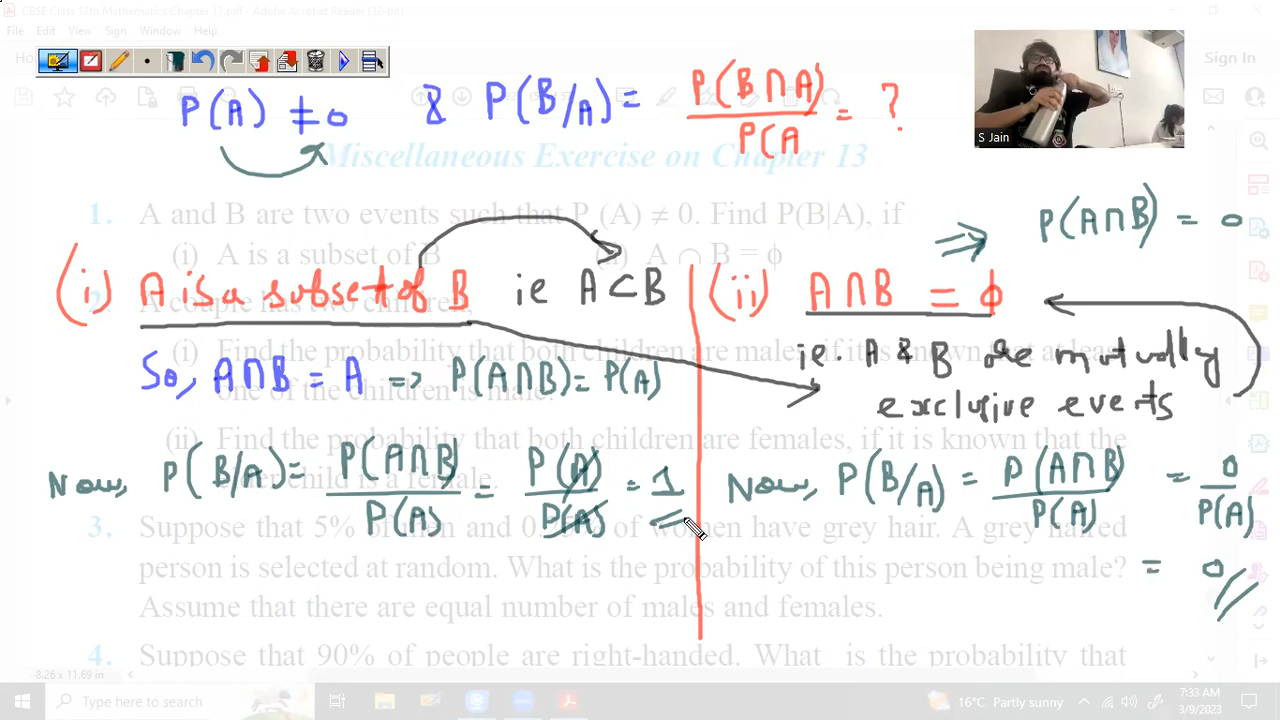 CBSE Class 12th Mathematics Chapter 13.pdf - Adobe Acrobat Reader (32-bit)
File Edit View Sign Window Help
Sign In
P(A) ≠ 0 & P(B/A) = P(B∩A)/P(A = ?
Miscellaneous Exercise on Chapter 13
S Jain
1. A and B are two events such that P (A) ≠ 0. Find P(B|A), if
(i) A is a subset of B (ii) A ∩ B = ϕ
⇒ P(A∩B) = 0
(i) A is a subset of B ie A⊂B
(ii) A∩B = ϕ
2. A couple has two children,
ie. A & B are mutually exclusive events
(i) Find the probability that both children are males, if it is known that at least
one of the children is male.
So, A∩B = A => P(A∩B) = P(A)
(ii) Find the probability that both children are females, if it is known that the
elder child is a female.
Now, P(B/A) = P(A∩B)/P(A) = P(A)/P(A) = 1
Now, P(B/A) = P(A∩B)/P(A) = 0/P(A)
= 0
3. Suppose that 5% of men and 0.25% of women have grey hair. A grey haired
person is selected at random. What is the probability of this person being male?
Assume that there are equal number of males and females.
4. Suppose that 90% of people are right-handed. What is the probability that
8.26 x 11.69 in
Type here to search
16°C Partly sunny
7:33 AM
3/9/2023